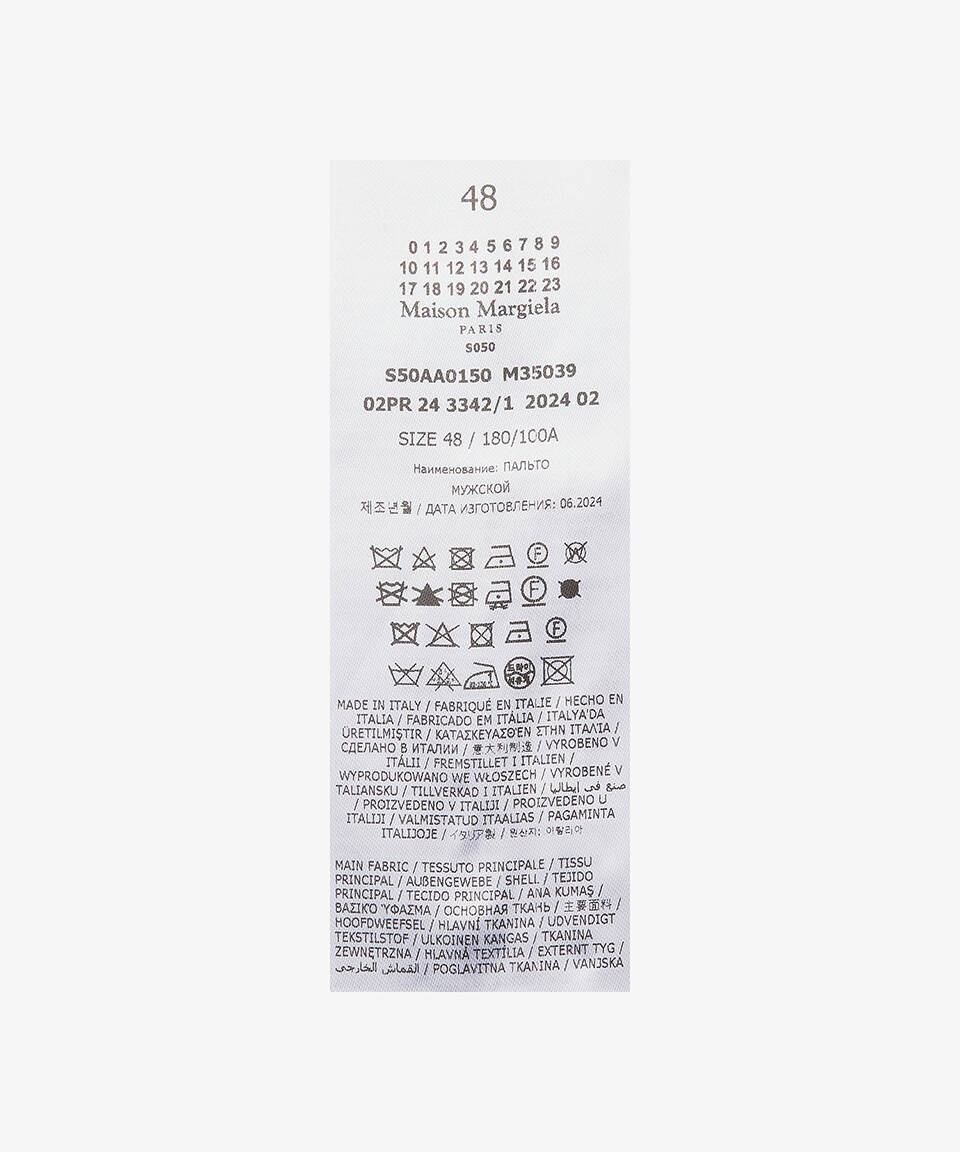 48
0 1 2 3 4 5 6 7 8 9
10 11 12 13 14 15 16
17 18 19 20 21 22 23
Maison Margiela
PARIS
S050
S50AA0150 M35039
02PR 24 3342/1 2024 02
SIZE 48 / 180/100A
Наименование: ПАЛЬТО
МУЖСКОЙ
제조년월 / ДАТА ИЗГОТОВЛЕНИЯ: 06.2024
F W
F
F
드라이
MADE IN ITALY / FABRIQUÉ EN ITALIE / HECHO EN
ITALIA / FABRICADO EM ITÁLIA / ITALYA'DA
ÜRETILMIŞTIR / ΚΑΤΑΣΚΕΥΑΣΘΕΝ ΣΤΗΝ ΙΤΑΛΊΑ /
СДЕЛАНО В ИТАЛИИ / 意大利制造 / VYROBENO V
ITÁLII / FREMSTILLET I ITALIEN /
WYPRODUKOWANO WE WŁOSZECH / VYROBENÉ V
TALIANSKU / TILLVERKAD I ITALIEN / صنع في إيطاليا
/ PROIZVEDENO V ITALIJI / PROIZVEDENO U
ITALIJI / VALMISTATUD ITAALIAS / PAGAMINTA
ITALIJOJE / イタリア製 / 원산지: 이탈리아
MAIN FABRIC / TESSUTO PRINCIPALE / TISSU
PRINCIPAL / AUßENGEWEBE / SHELL / TEJIDO
PRINCIPAL / TECIDO PRINCIPAL / ANA KUMAŞ /
ΒΑΣΙΚΌ ΎΦΑΣΜΑ / ОСНОВНАЯ ТКАНЬ / 主要面料 /
HOOFDWEEFSEL / HLAVNÍ TKANINA / UDVENDIGT
TEKSTILSTOF / ULKOINEN KANGAS / TKANINA
ZEWNĘTRZNA / HLAVNÁ TEXTÍLIA / EXTERNT TYG /
القماش الخارجي / POGLAVITNA TKANINA / VANJSKA